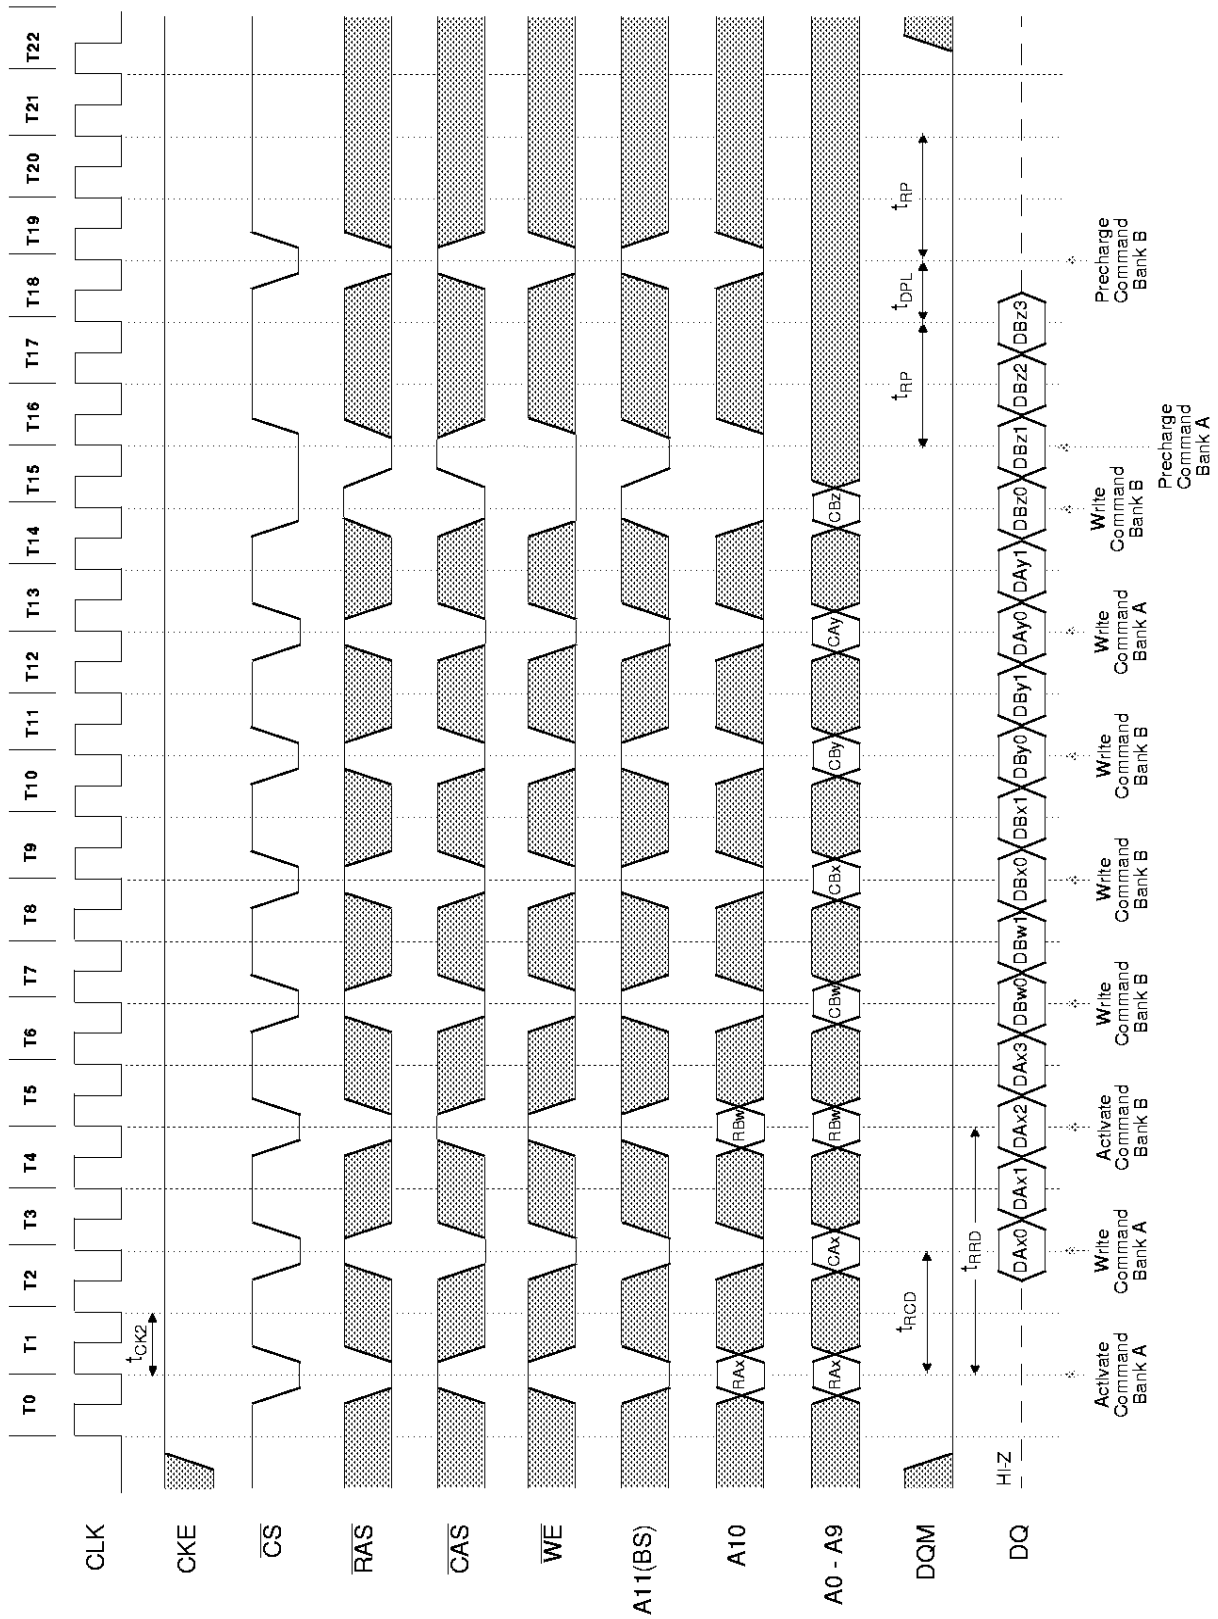 T0 T1 T2 T3 T4 T5 T6 T7 T8 T9 T10 T11 T12 T13 T14 T15 T16 T17 T18 T19 T20 T21 T22
CLK
tCK2
CKE
CS
RAS
CAS
WE
A11(BS)
A10
RAx RBw
A0 - A9
RAx CAx RBw CBw CBx CBy CAy CBz
DQM
tRCD tRP tDPL tRP
tRRD
HI-Z
DQ
DAx0 DAx1 DAx2 DAx3 DBw0 DBw1 DBx0 DBx1 DBy0 DBy1 DAy0 DAy1 DBz0 DBz1 DBz2 DBz3
Activate
Command
Bank A
Write
Command
Bank A
Activate
Command
Bank B
Write
Command
Bank B
Write
Command
Bank B
Write
Command
Bank B
Write
Command
Bank A
Write
Command
Bank B
Precharge
Command
Bank A
Precharge
Command
Bank B